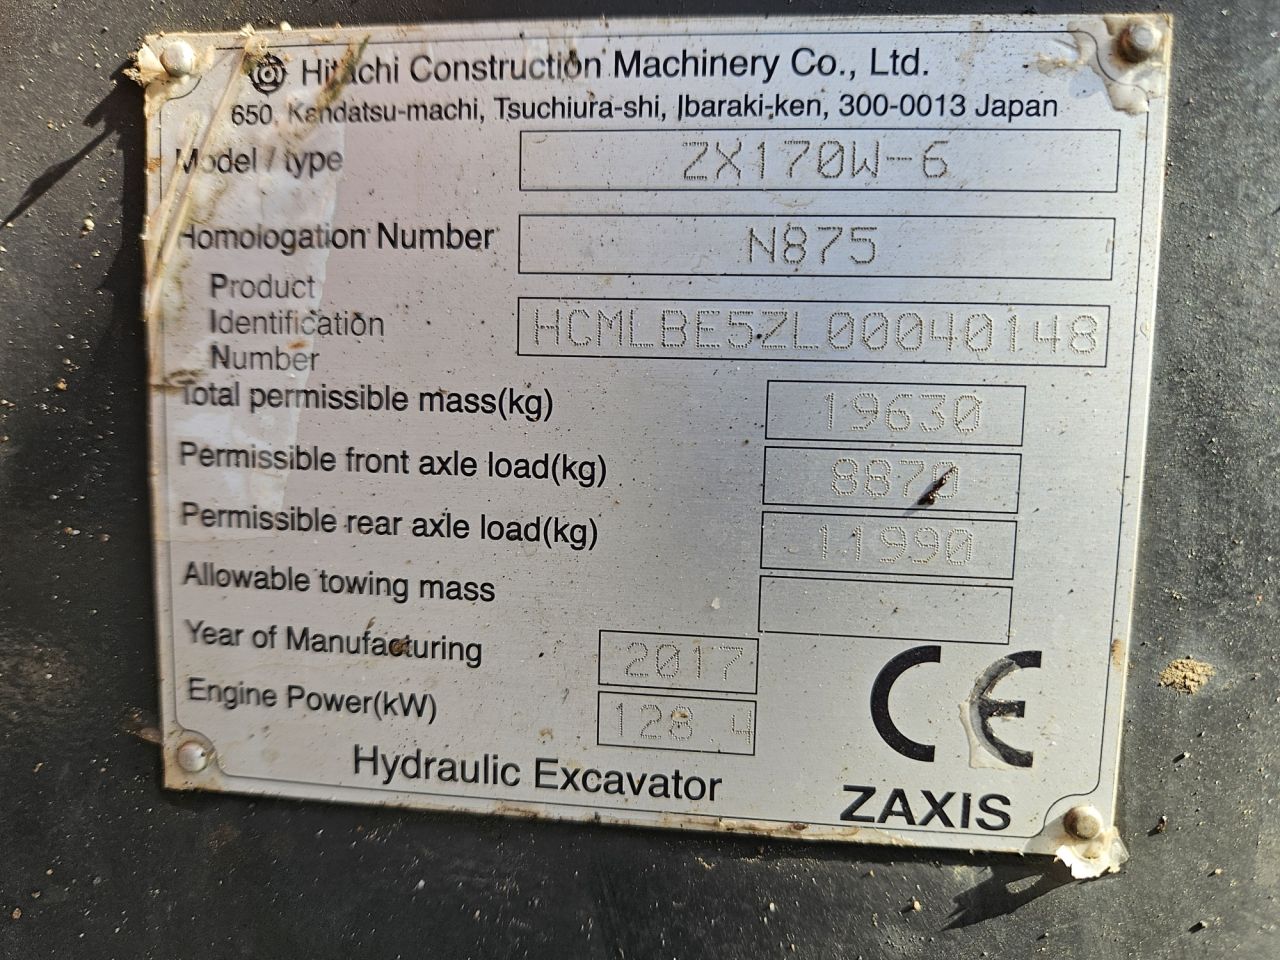 Hitachi Construction Machinery Co., Ltd.
650, Kandatsu-machi, Tsuchiura-shi, Ibaraki-ken, 300-0013 Japan
Model / type ZX170W-6
Homologation Number N875
Product
Identification HCMLBE5ZL00040148
Number
Total permissible mass(kg) 19630
Permissible front axle load(kg) 8870
Permissible rear axle load(kg) 11990
Allowable towing mass
Year of Manufacturing 2017
Engine Power(kW) 128.4
CE
Hydraulic Excavator
ZAXIS